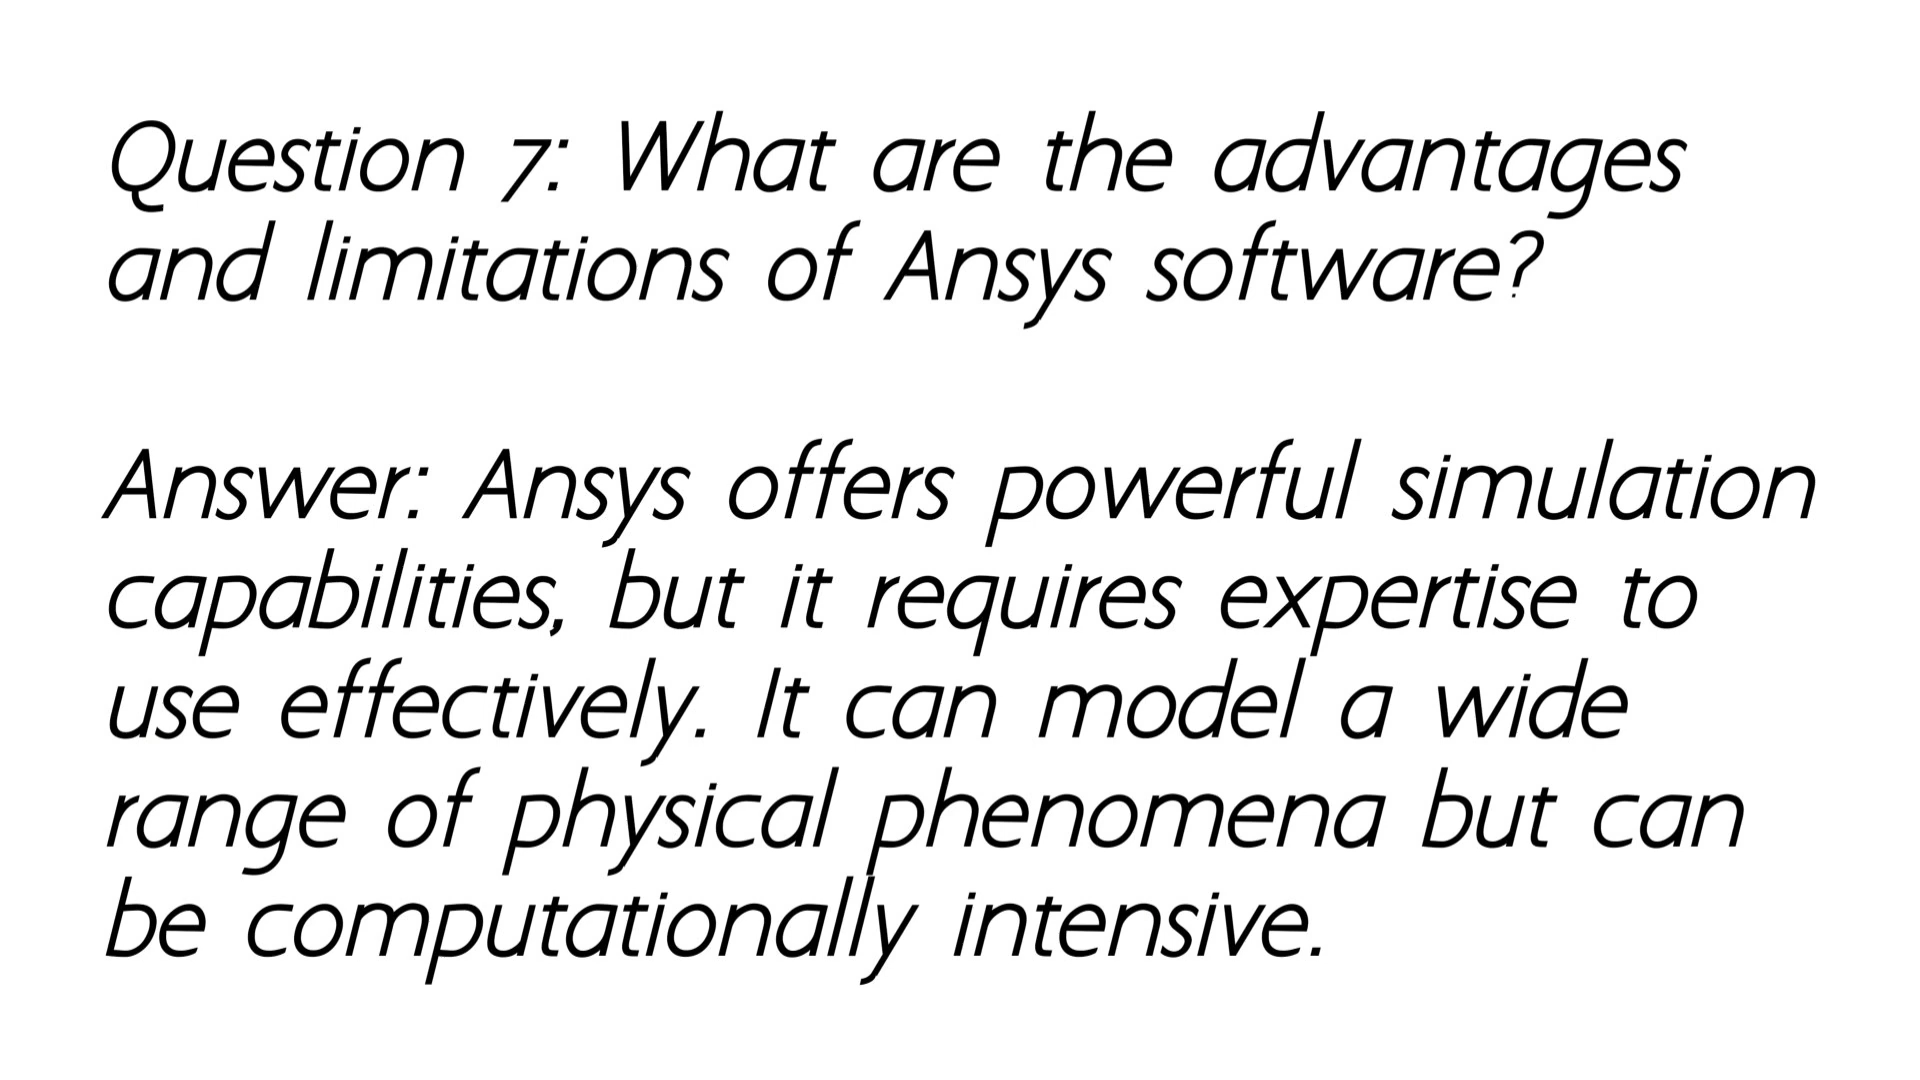 Question 7: What are the advantages
and limitations of Ansys software?
Answer: Ansys offers powerful simulation
capabilities, but it requires expertise to
use effectively. It can model a wide
range of physical phenomena but can
be computationally intensive.